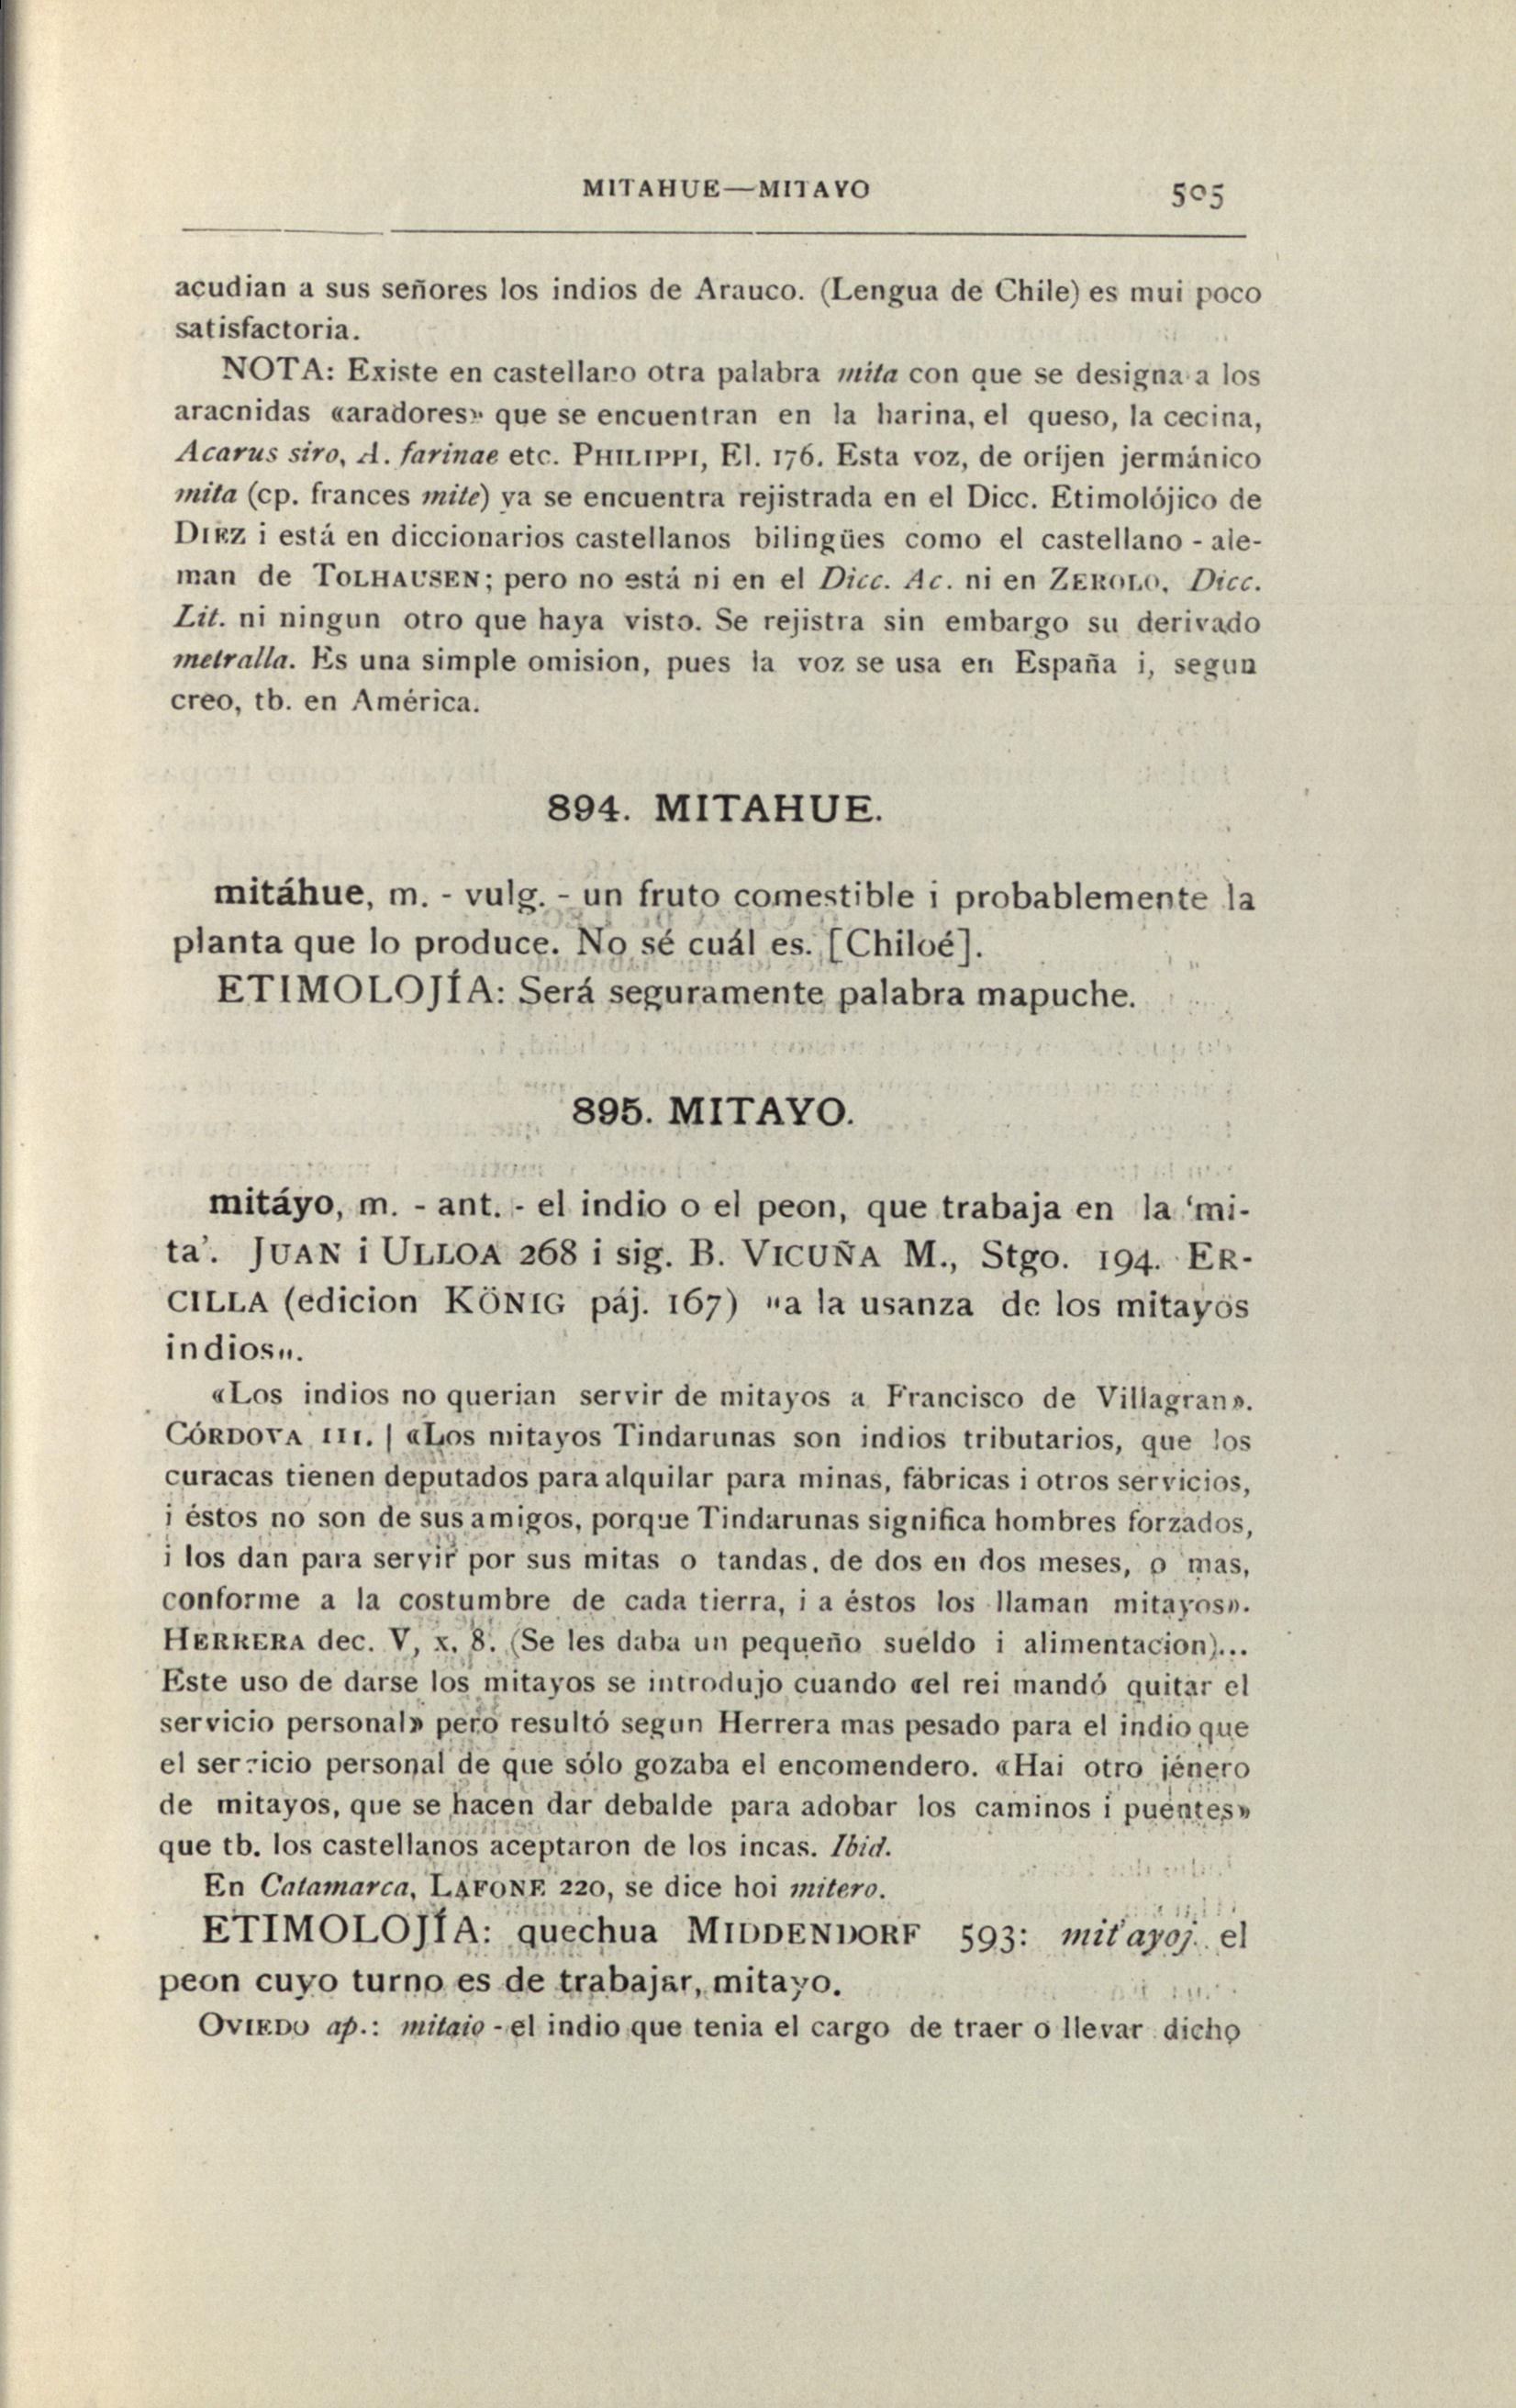 MITAHUE—MITAYO 505
acudian a sus señores los indios de Arauco. (Lengua de Chile) es mui poco
satisfactoria.
NOTA: Existe en castellano otra palabra mita con que se designa a los
aracnidas «aradores» que se encuentran en la harina, el queso, la cecina,
Acarus siro, A. farinae etc. PHILIPPI, El. 176. Esta voz, de oríjen jermánico
mita (cp. frances mite) ya se encuentra rejistrada en el Dicc. Etimolójico de
DIEZ i está en diccionarios castellanos bilingües como el castellano - ale-
man de TOLHAUSEN; pero no está ni en el Dicc. Ac. ni en ZEROLO, Dicc.
Lit. ni ningun otro que haya visto. Se rejistra sin embargo su derivado
metralla. Es una simple omision, pues la voz se usa en España i, segun
creo, tb. en América.
894. MITAHUE.
mitáhue, m. - vulg. - un fruto comestible i probablemente la
planta que lo produce. No sé cuál es. [Chiloé].
ETIMOLOJÍA: Será seguramente palabra mapuche.
895. MITAYO.
mitáyo, m. - ant. - el indio o el peon, que trabaja en la ‘mi-
ta’. JUAN i ULLOA 268 i sig. B. VICUÑA M., Stgo. 194. ER-
CILLA (edicion KÖNIG páj. 167) "a la usanza de los mitayos
indios".
«Los indios no querian servir de mitayos a Francisco de Villagran».
CÓRDOVA III. | «Los mitayos Tindarunas son indios tributarios, que los
curacas tienen deputados para alquilar para minas, fábricas i otros servicios,
i éstos no son de sus amigos, porque Tindarunas significa hombres forzados,
i los dan para servir por sus mitas o tandas, de dos en dos meses, o mas,
conforme a la costumbre de cada tierra, i a éstos los llaman mitayos».
HERRERA dec. V, x, 8. (Se les daba un pequeño sueldo i alimentacion)...
Este uso de darse los mitayos se introdujo cuando «el rei mandó quitar el
servicio personal» pero resultó segun Herrera mas pesado para el indio que
el servicio personal de que sólo gozaba el encomendero. «Hai otro jénero
de mitayos, que se hacen dar debalde para adobar los caminos i puentes»
que tb. los castellanos aceptaron de los incas. Ibid.
En Catamarca, LAFONE 220, se dice hoi mitero.
ETIMOLOJÍA: quechua MIDDENDORF 593: mit'ayoj. el
peon cuyo turno es de trabajar, mitayo.
OVIEDO ap.: mitaio - el indio que tenia el cargo de traer o llevar dicho